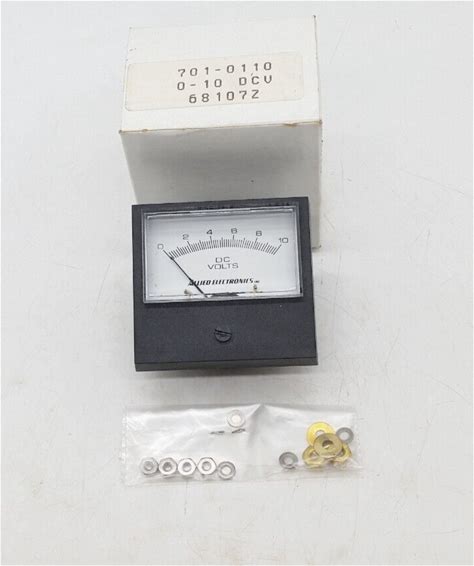 701-0110
0-10 DCV
68107Z
0 2 4 6 8 10
DC
VOLTS
ALLIED ELECTRONICS